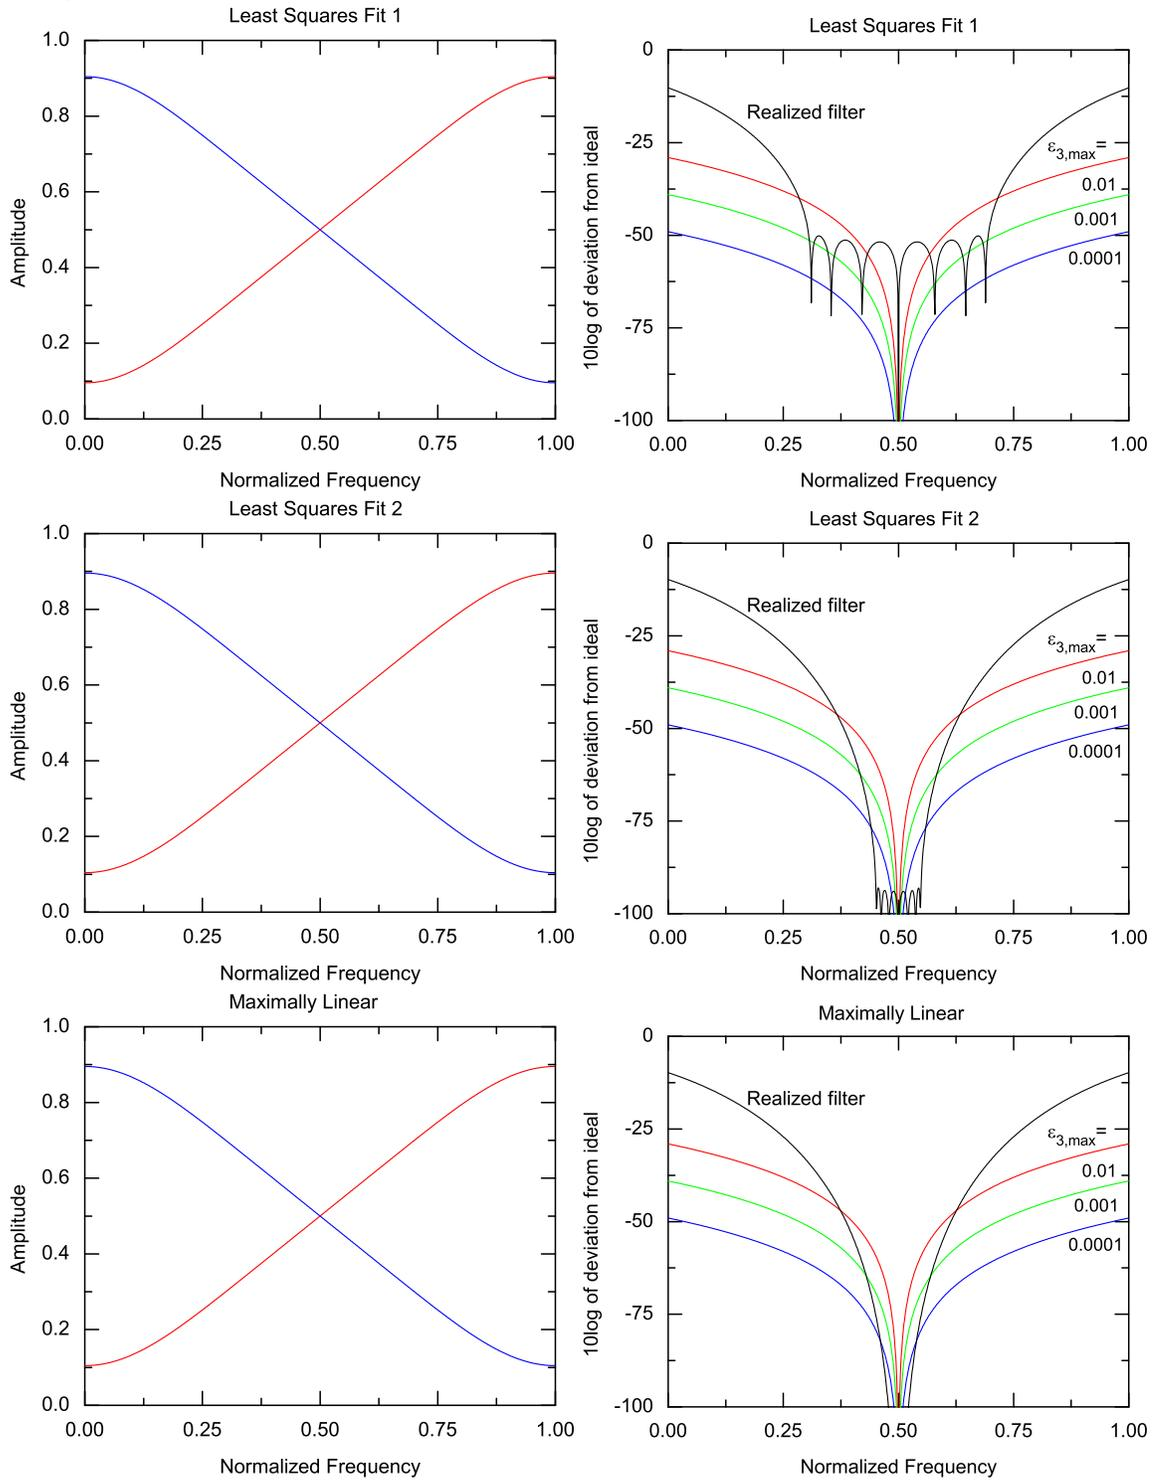 Least Squares Fit 1
1.0
0.8
0.6
0.4
0.2
0.0
Amplitude
0.00 0.25 0.50 0.75 1.00
Normalized Frequency
Least Squares Fit 1
0
-25
-50
-75
-100
10log of deviation from ideal
Realized filter
ε3,max=
0.01
0.001
0.0001
0.00 0.25 0.50 0.75 1.00
Normalized Frequency
Least Squares Fit 2
1.0
0.8
0.6
0.4
0.2
0.0
Amplitude
0.00 0.25 0.50 0.75 1.00
Normalized Frequency
Least Squares Fit 2
0
-25
-50
-75
-100
10log of deviation from ideal
Realized filter
ε3,max=
0.01
0.001
0.0001
0.00 0.25 0.50 0.75 1.00
Normalized Frequency
Maximally Linear
1.0
0.8
0.6
0.4
0.2
0.0
Amplitude
0.00 0.25 0.50 0.75 1.00
Normalized Frequency
Maximally Linear
0
-25
-50
-75
-100
10log of deviation from ideal
Realized filter
ε3,max=
0.01
0.001
0.0001
0.00 0.25 0.50 0.75 1.00
Normalized Frequency